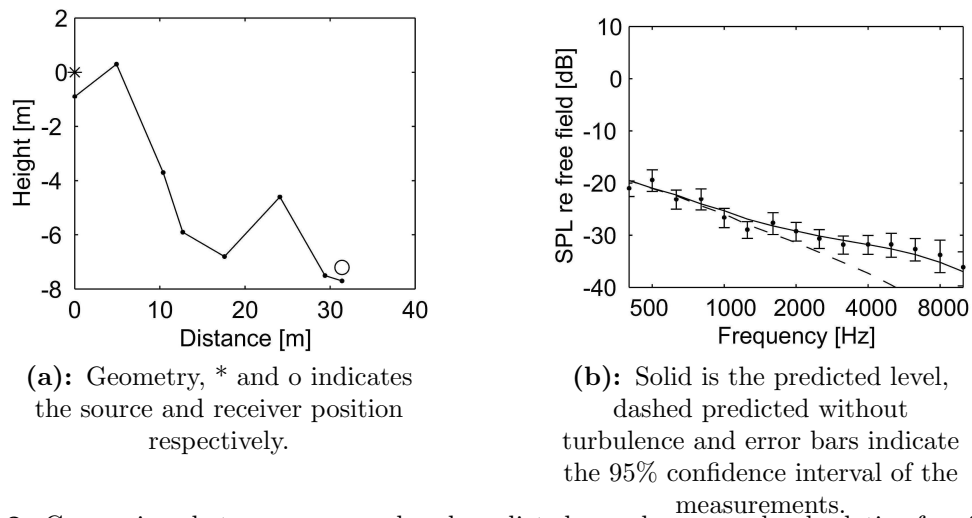 2
0
-2
-4
-6
-8
Height [m]
0 10 20 30 40
Distance [m]
(a): Geometry, * and o indicates
the source and receiver position
respectively.
10
0
-10
-20
-30
-40
SPL re free field [dB]
500 1000 2000 4000 8000
Frequency [Hz]
(b): Solid is the predicted level,
dashed predicted without
turbulence and error bars indicate
the 95% confidence interval of the
measurements.